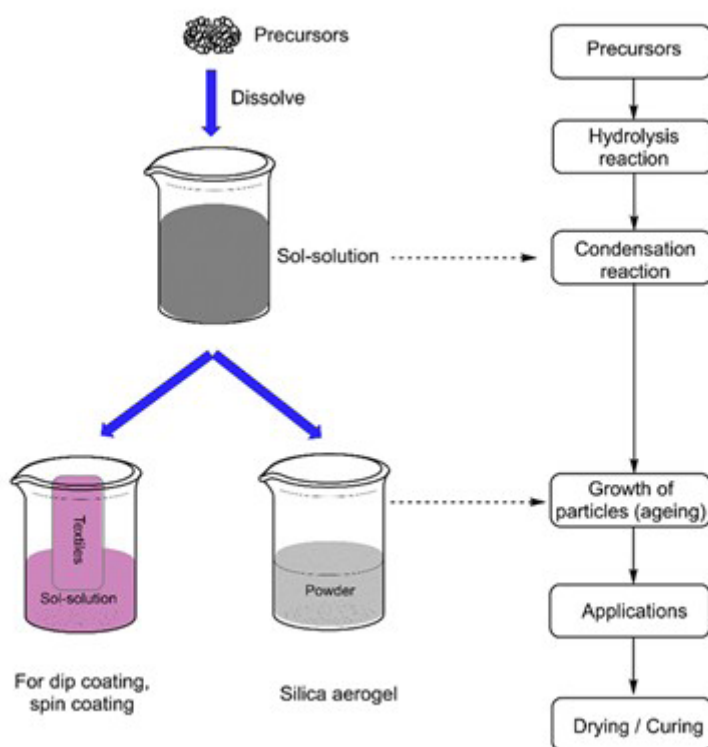 Precursors
Dissolve
Sol-solution
Textiles
Sol-solution
Powder
For dip coating,
spin coating
Silica aerogel
Precursors
Hydrolysis
reaction
Condensation
reaction
Growth of
particles (ageing)
Applications
Drying / Curing